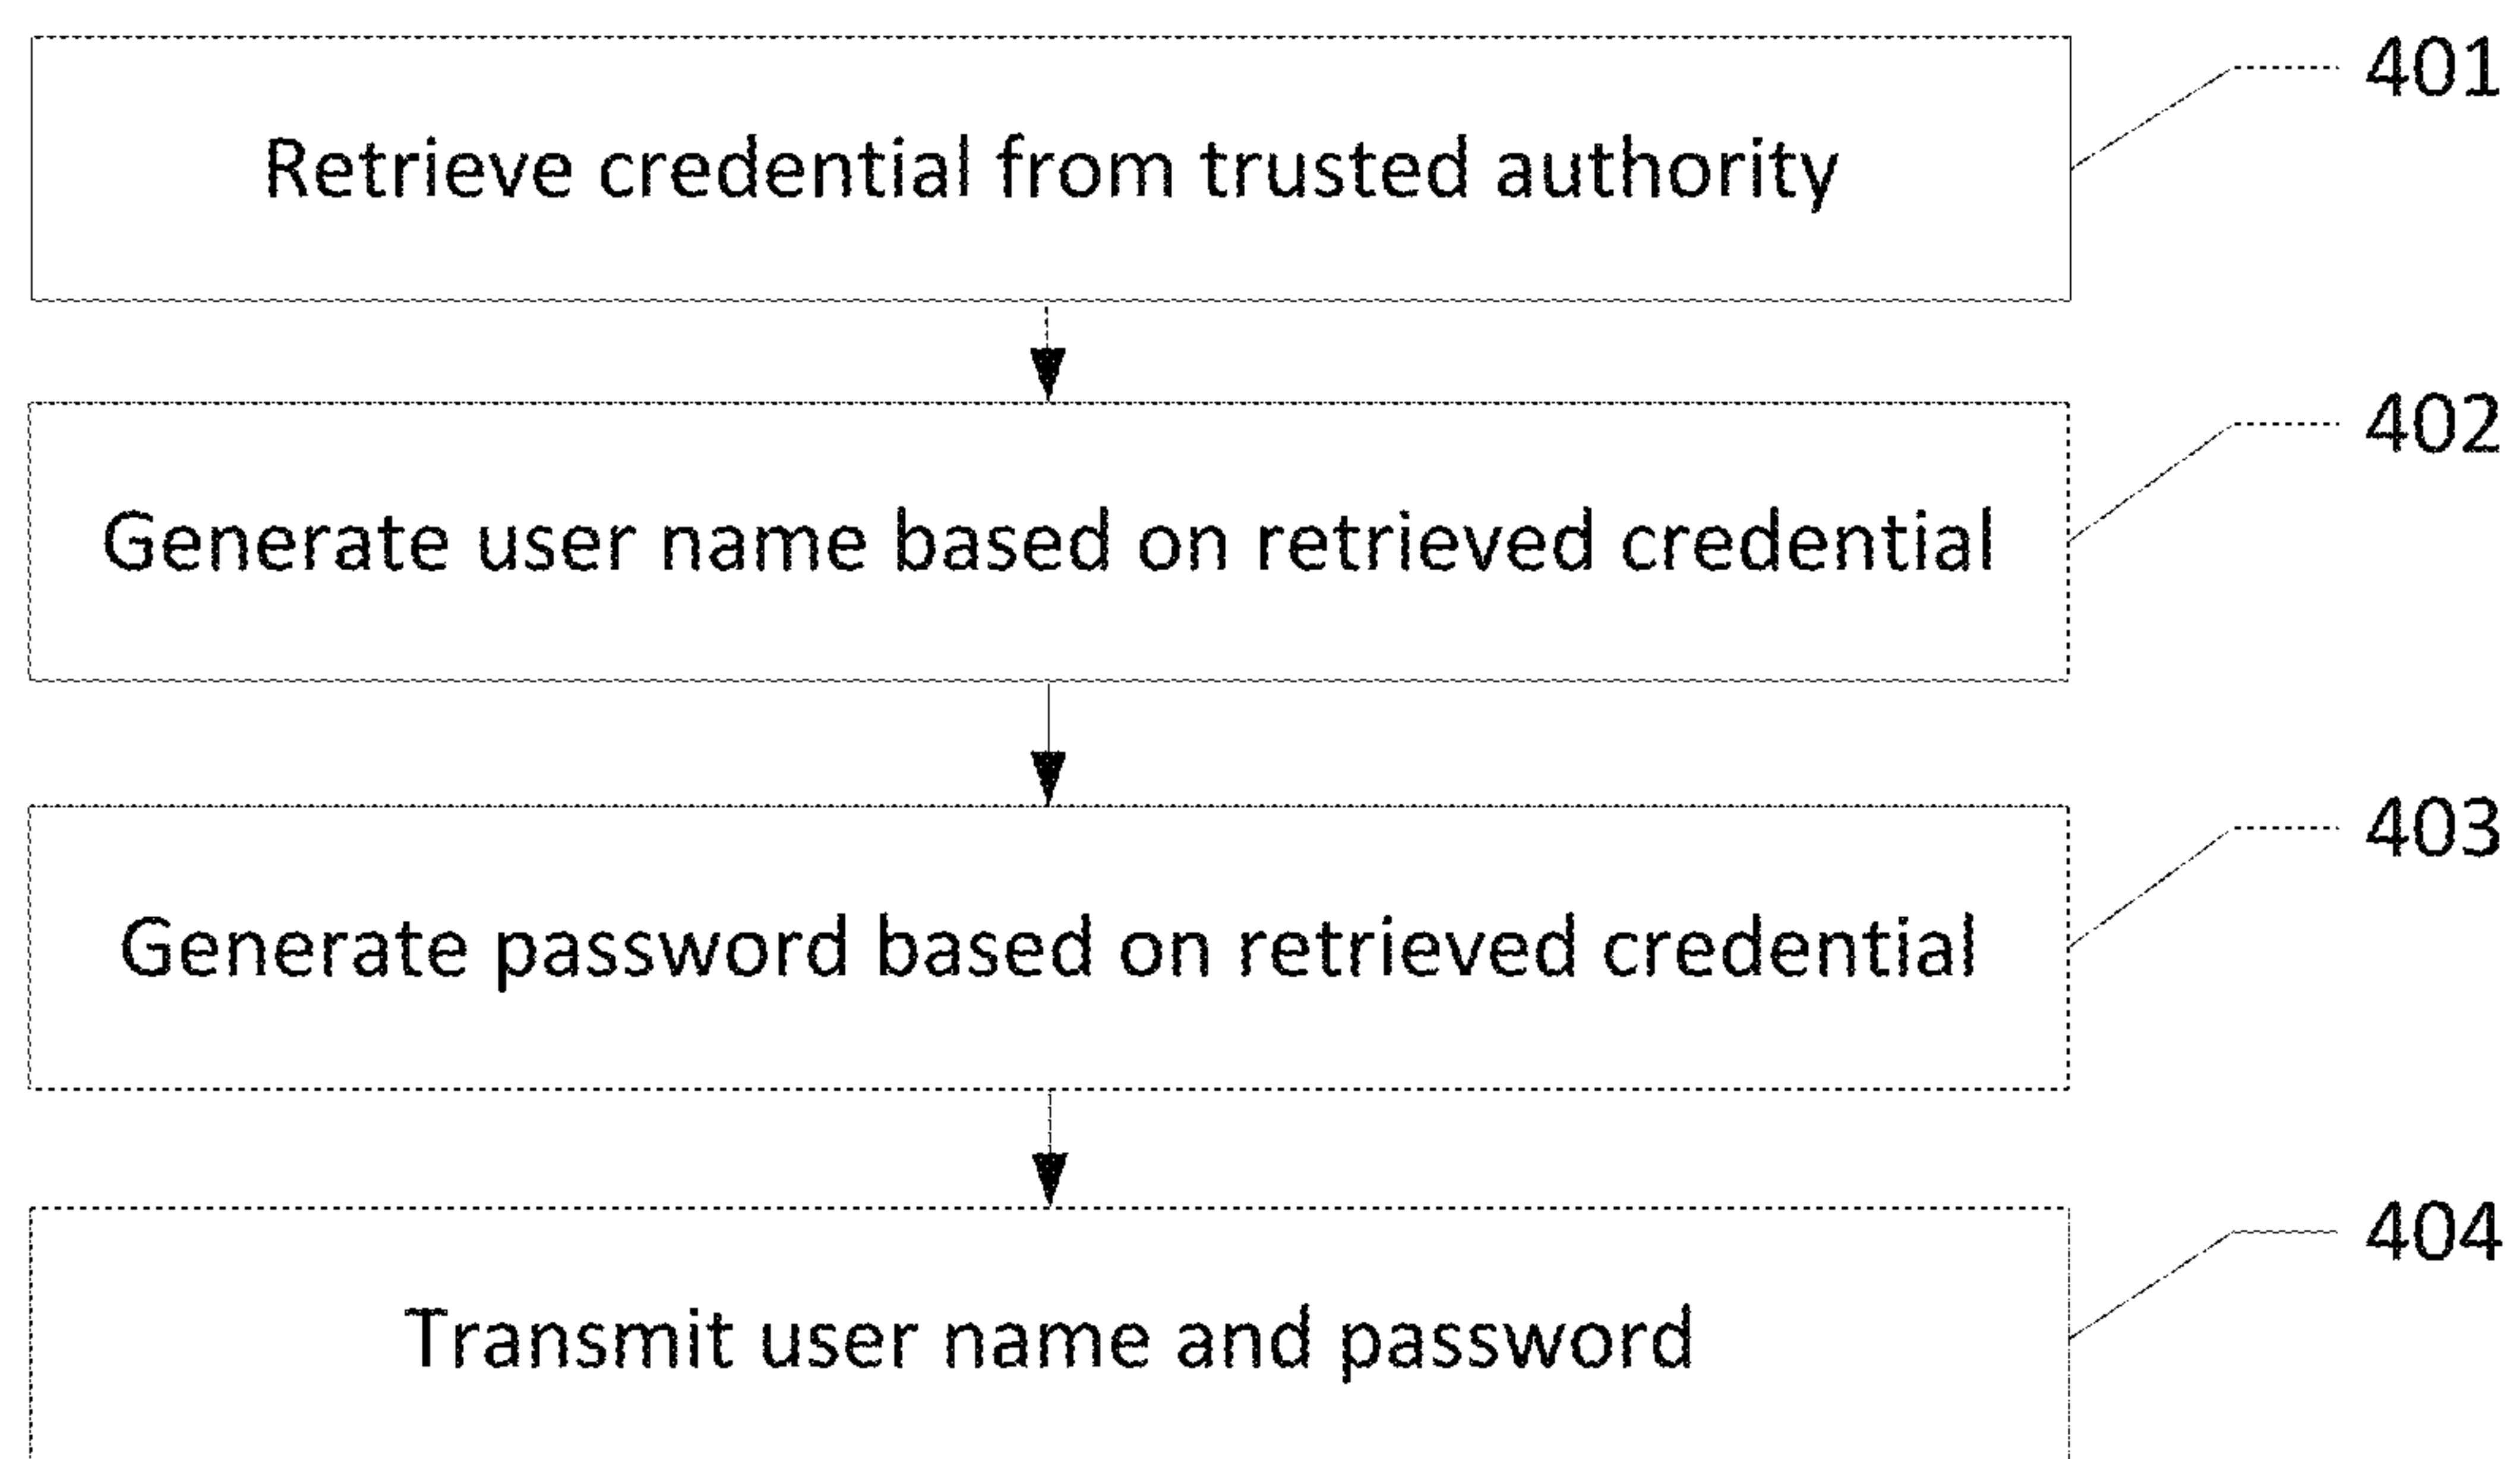 401
Retrieve credential from trusted authority
402
Generate user name based on retrieved credential
403
Generate password based on retrieved credential
404
Transmit user name and password